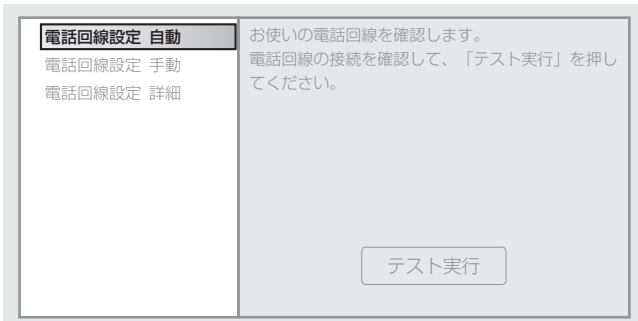 電話回線設定 自動
電話回線設定 手動
電話回線設定 詳細
お使いの電話回線を確認します。
電話回線の接続を確認して、「テスト実行」を押し
てください。
テスト実行